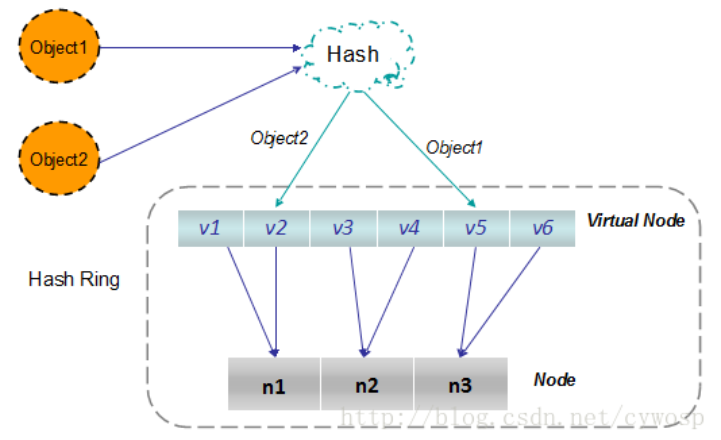 Object1
Hash
Object2
Object2
Object1
v1 v2 v3 v4 v5 v6
Virtual Node
Hash Ring
n1 n2 n3
Node
http://blog.csdn.net/cywosp